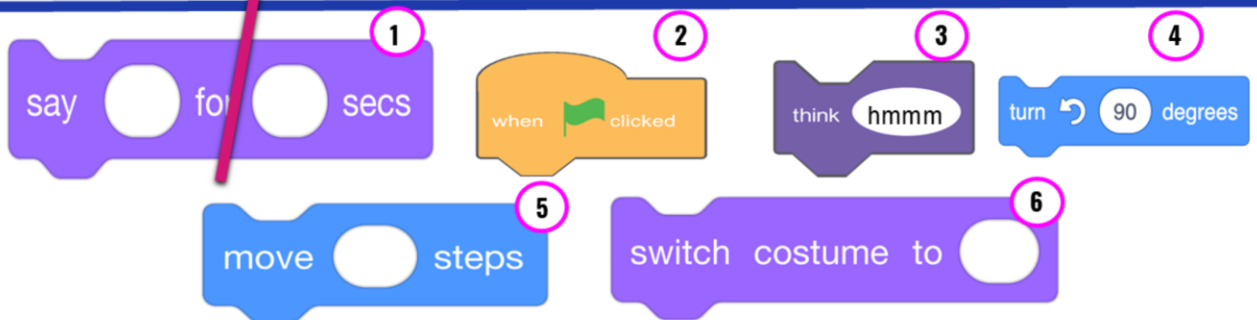 1
2
3
4
say for secs
when clicked
think hmmm
turn 90 degrees
5
6
move steps
switch costume to